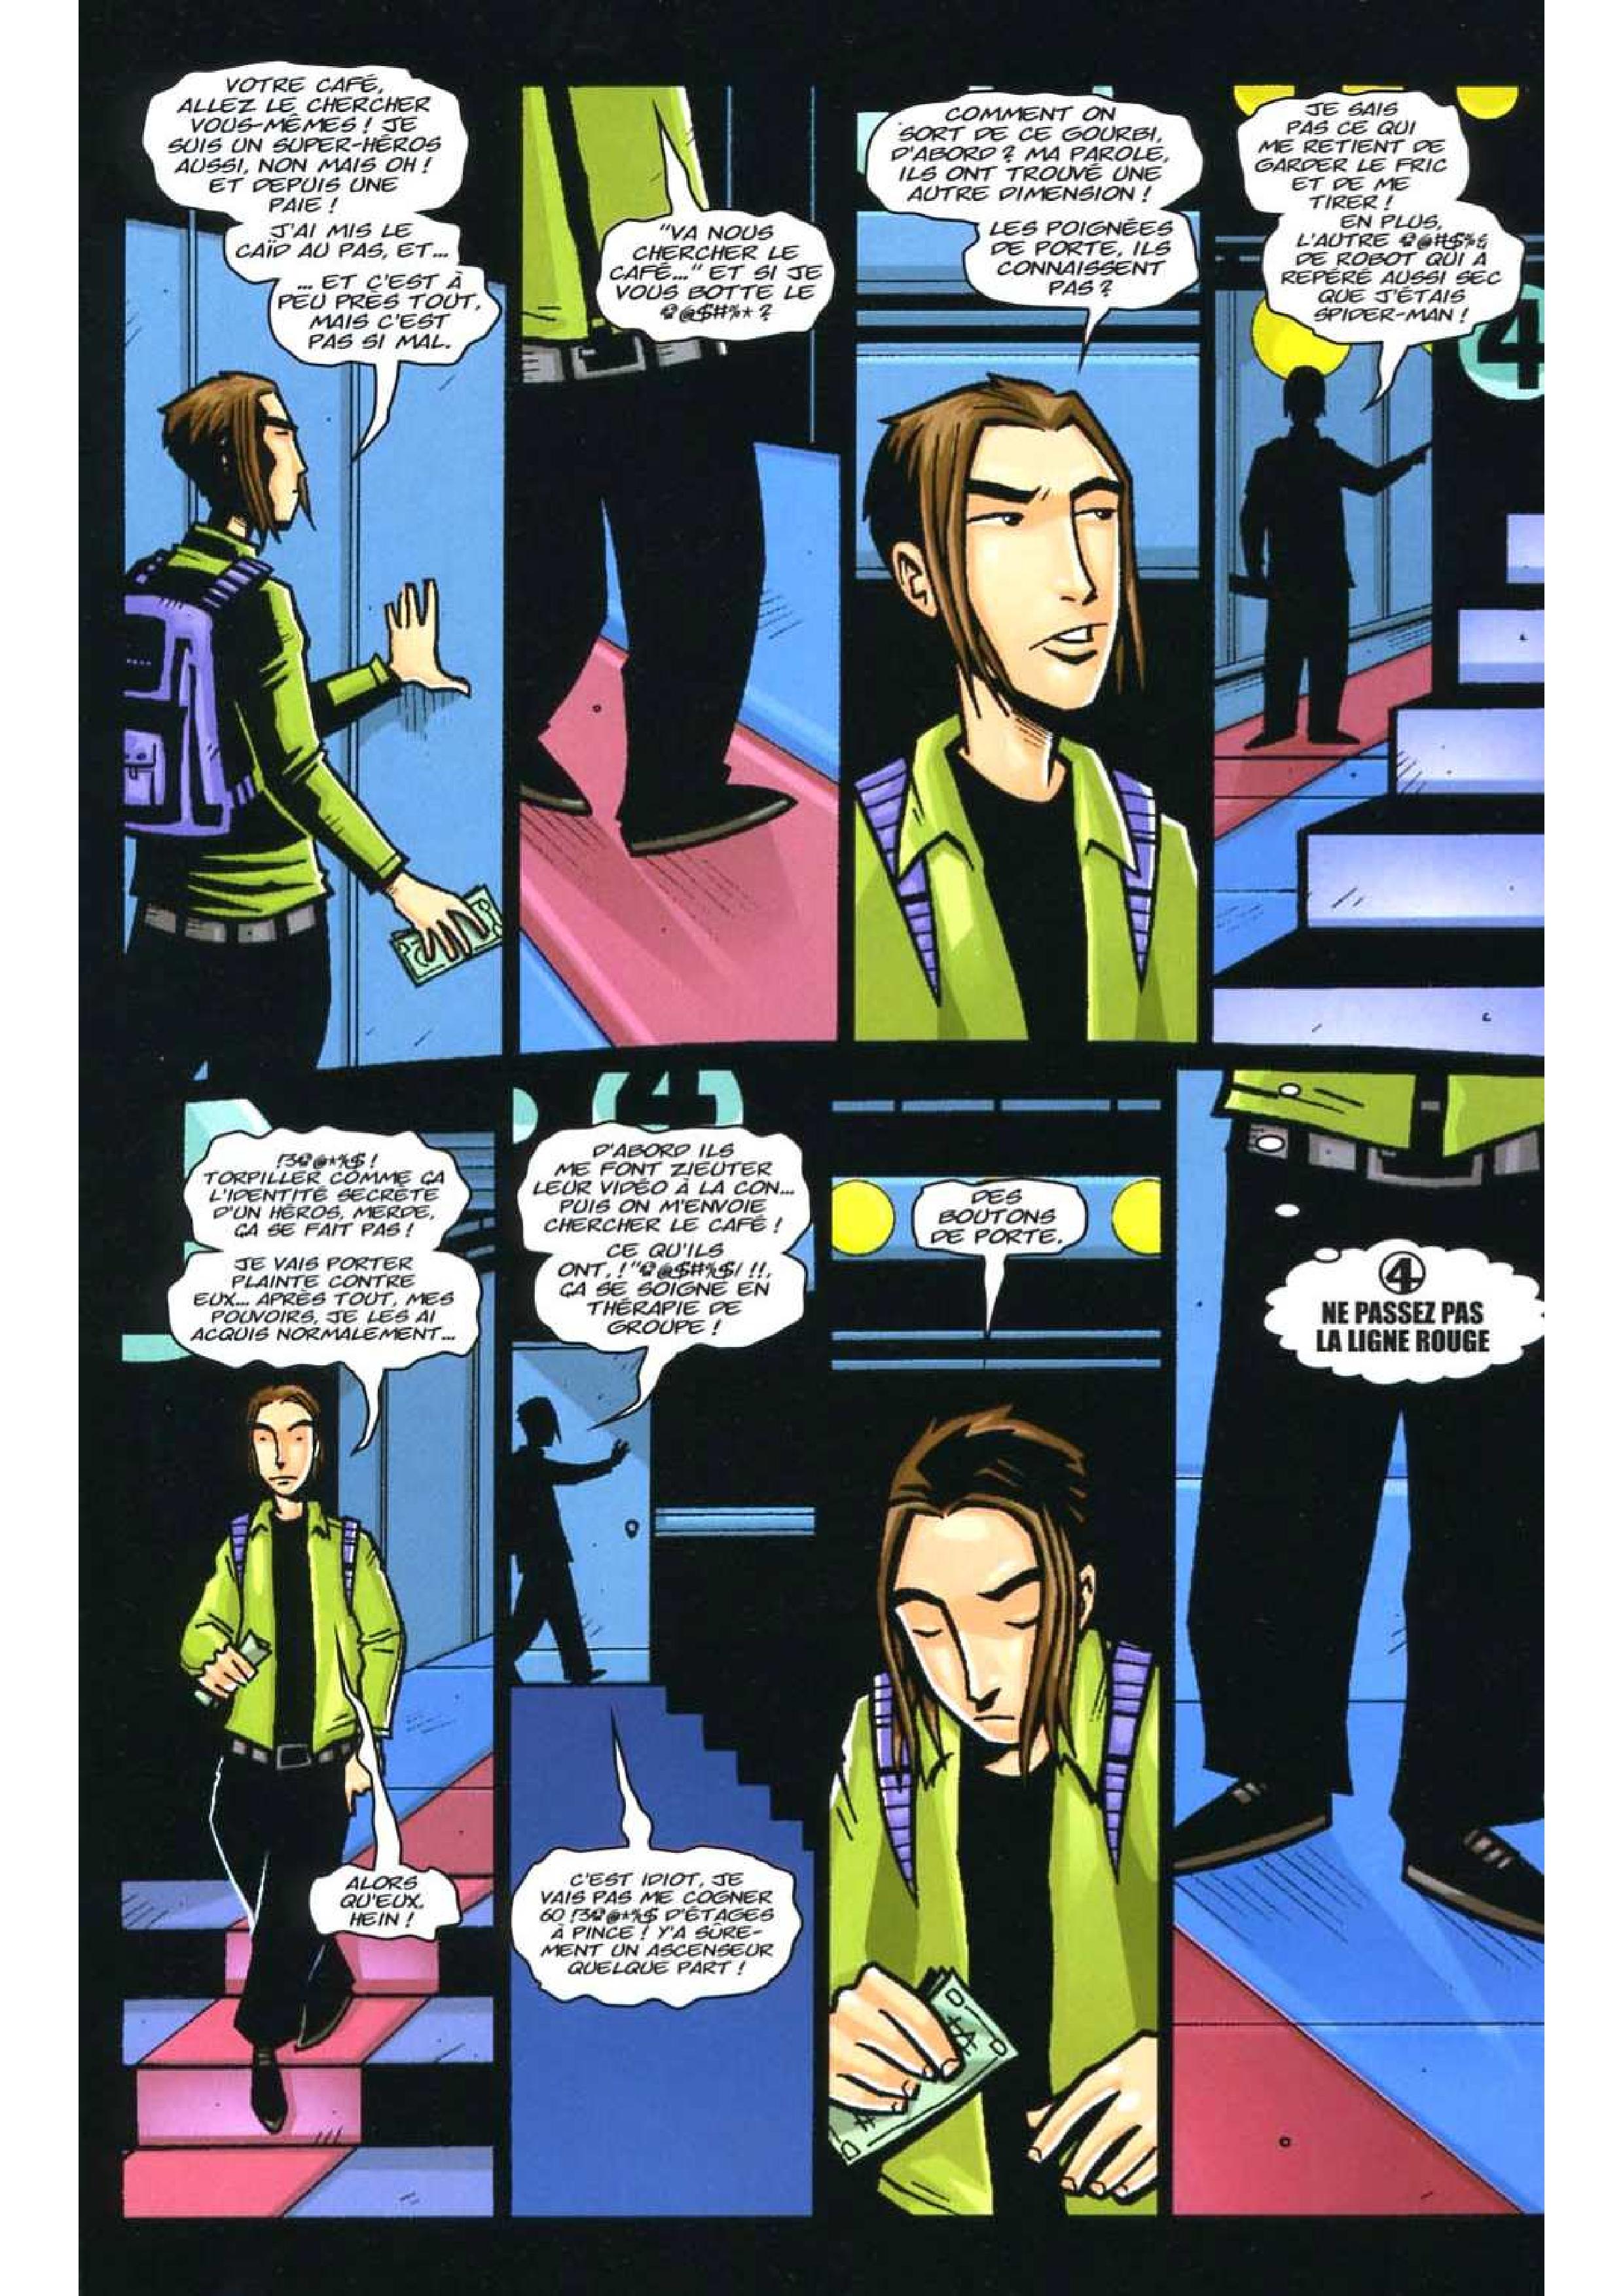 VOTRE CAFÉ,
ALLEZ LE CHERCHER
VOUS-MÊMES ! JE
SUIS UN SUPER-HÉROS
AUSSI, NON MAIS OH !
ET DEPUIS UNE
PAIE !
J'AI MIS LE
CAÏD AU PAS, ET...
... ET C'EST À
PEU PRÈS TOUT,
MAIS C'EST
PAS SI MAL.
"VA NOUS
CHERCHER LE
CAFÉ..." ET SI JE
VOUS BOTTE LE
?
COMMENT ON
SORT DE CE GOURBI,
D'ABORD ? MA PAROLE,
ILS ONT TROUVÉ UNE
AUTRE DIMENSION !
LES POIGNÉES
DE PORTE, ILS
CONNAISSENT
PAS ?
JE SAIS
PAS CE QUI
ME RETIENT DE
GARDER LE FRIC
ET DE ME
TIRER !
EN PLUS,
L'AUTRE
DE ROBOT QUI A
REPÉRÉ AUSSI SEC
QUE J'ÉTAIS
SPIDER-MAN !
4
4
!
TORPILLER COMME ÇA
L'IDENTITÉ SECRÈTE
D'UN HÉROS, MERDE,
ÇA SE FAIT PAS !
JE VAIS PORTER
PLAINTE CONTRE
EUX... APRÈS TOUT, MES
POUVOIRS, JE LES AI
ACQUIS NORMALEMENT...
ALORS
QU'EUX,
HEIN !
D'ABORD ILS
ME FONT ZIEUTER
LEUR VIDÉO À LA CON...
PUIS ON M'ENVOIE
CHERCHER LE CAFÉ !
CE QU'ILS
ONT,
ÇA SE SOIGNE EN
THÉRAPIE DE
GROUPE !
C'EST IDIOT, JE
VAIS PAS ME COGNER
60 D'ÉTAGES
À PINCE ! Y'A SÛRE-
MENT UN ASCENSEUR
QUELQUE PART !
DES
BOUTONS
DE PORTE.
4
NE PASSEZ PAS
LA LIGNE ROUGE